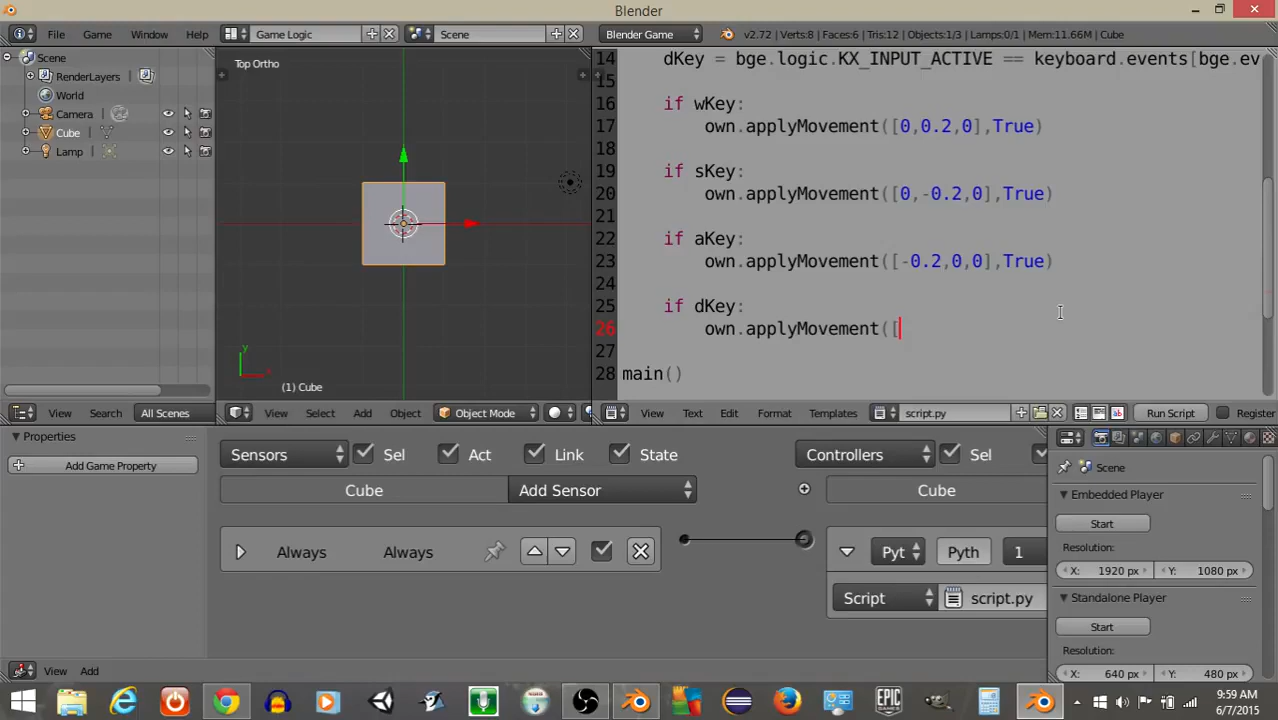 Blender
File Game Window Help Game Logic Scene Blender Game v2.72 | Verts:8 | Faces:6 | Tris:12 | Objects:1/3 | Lamps:0/1 | Mem:11.66M | Cube
Scene
RenderLayers
World
Camera
Cube
Lamp
View Search All Scenes
Top Ortho
y
(1) Cube
View Select Add Object Object Mode
14 dKey = bge.logic.KX_INPUT_ACTIVE == keyboard.events[bge.ev
15
16 if wKey:
17 own.applyMovement([0,0.2,0],True)
18
19 if sKey:
20 own.applyMovement([0,-0.2,0],True)
21
22 if aKey:
23 own.applyMovement([-0.2,0,0],True)
24
25 if dKey:
26 own.applyMovement([
27
28 main()
View Text Edit Format Templates script.py Run Script Register
Properties
Add Game Property
Sensors Sel Act Link State
Cube Add Sensor
Always Always
View Add
Controllers Sel
Cube
Pyt Pyth 1
Script script.py
Scene
Embedded Player
Start
Resolution:
X: 1920 px Y: 1080 px
Standalone Player
Start
Resolution:
X: 640 px Y: 480 px
EPIC
GAMES
9:59 AM
6/7/2015